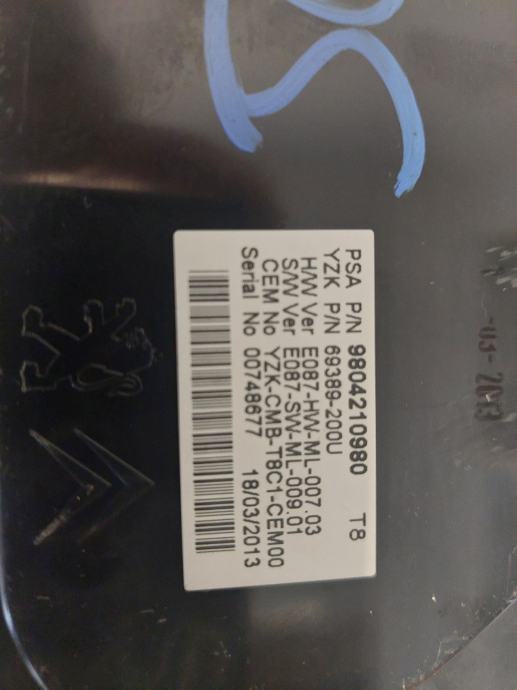 PSA P/N 9804210980 T8
YZK P/N 69389-200U
H/W Ver E087-HW-ML-007.03
S/W Ver E087-SW-ML-009.01
CEM No YZK-CMB-T8C1-CEM00
Serial No 00748677 18/03/2013
-03-2013